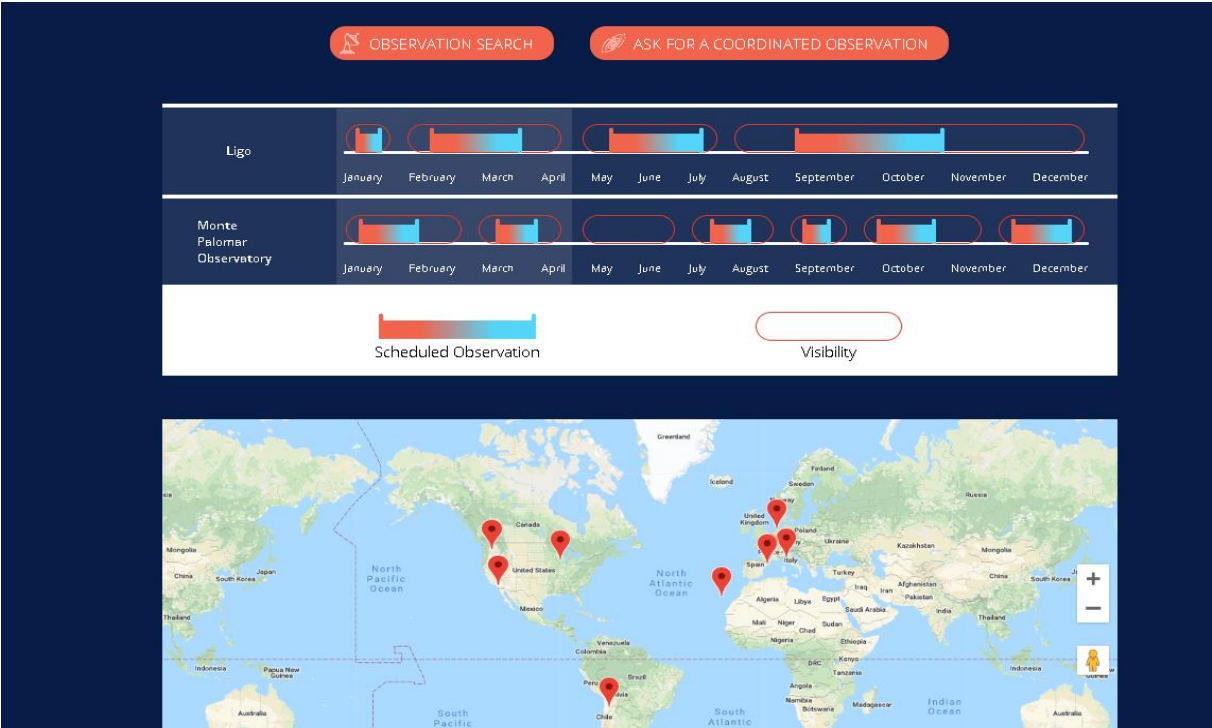 OBSERVATION SEARCH
ASK FOR A COORDINATED OBSERVATION
Ligo
January February March April May June July August September October November December
Monte
Palomar
Observatory
January February March April May June July August September October November December
Scheduled Observation
Visibility
Greenland
Iceland
Finland
Sweden
Russia
Canada
United
Kingdom
Poland
Ukraine
Kazakhstan
Mongolia
Mongolia
China
South Korea
Japan
North
Pacific
Ocean
United States
North
Atlantic
Ocean
Spain
Italy
Turkey
China
South Korea
Iraq
Iran
Afghanistan
Pakistan
Algeria
Libya
Egypt
Saudi Arabia
India
Thailand
Mexico
Mali
Niger
Chad
Sudan
Thailand
Nigeria
Ethiopia
Venezuela
Colombia
DRC
Kenya
Tanzania
Indonesia
Papua New
Guinea
Indonesia
Peru
Brazil
Angola
Namibia
Botswana
Madagascar
Indian
Ocean
Australia
South
Pacific
Chile
South
Atlantic
Australia
+
−